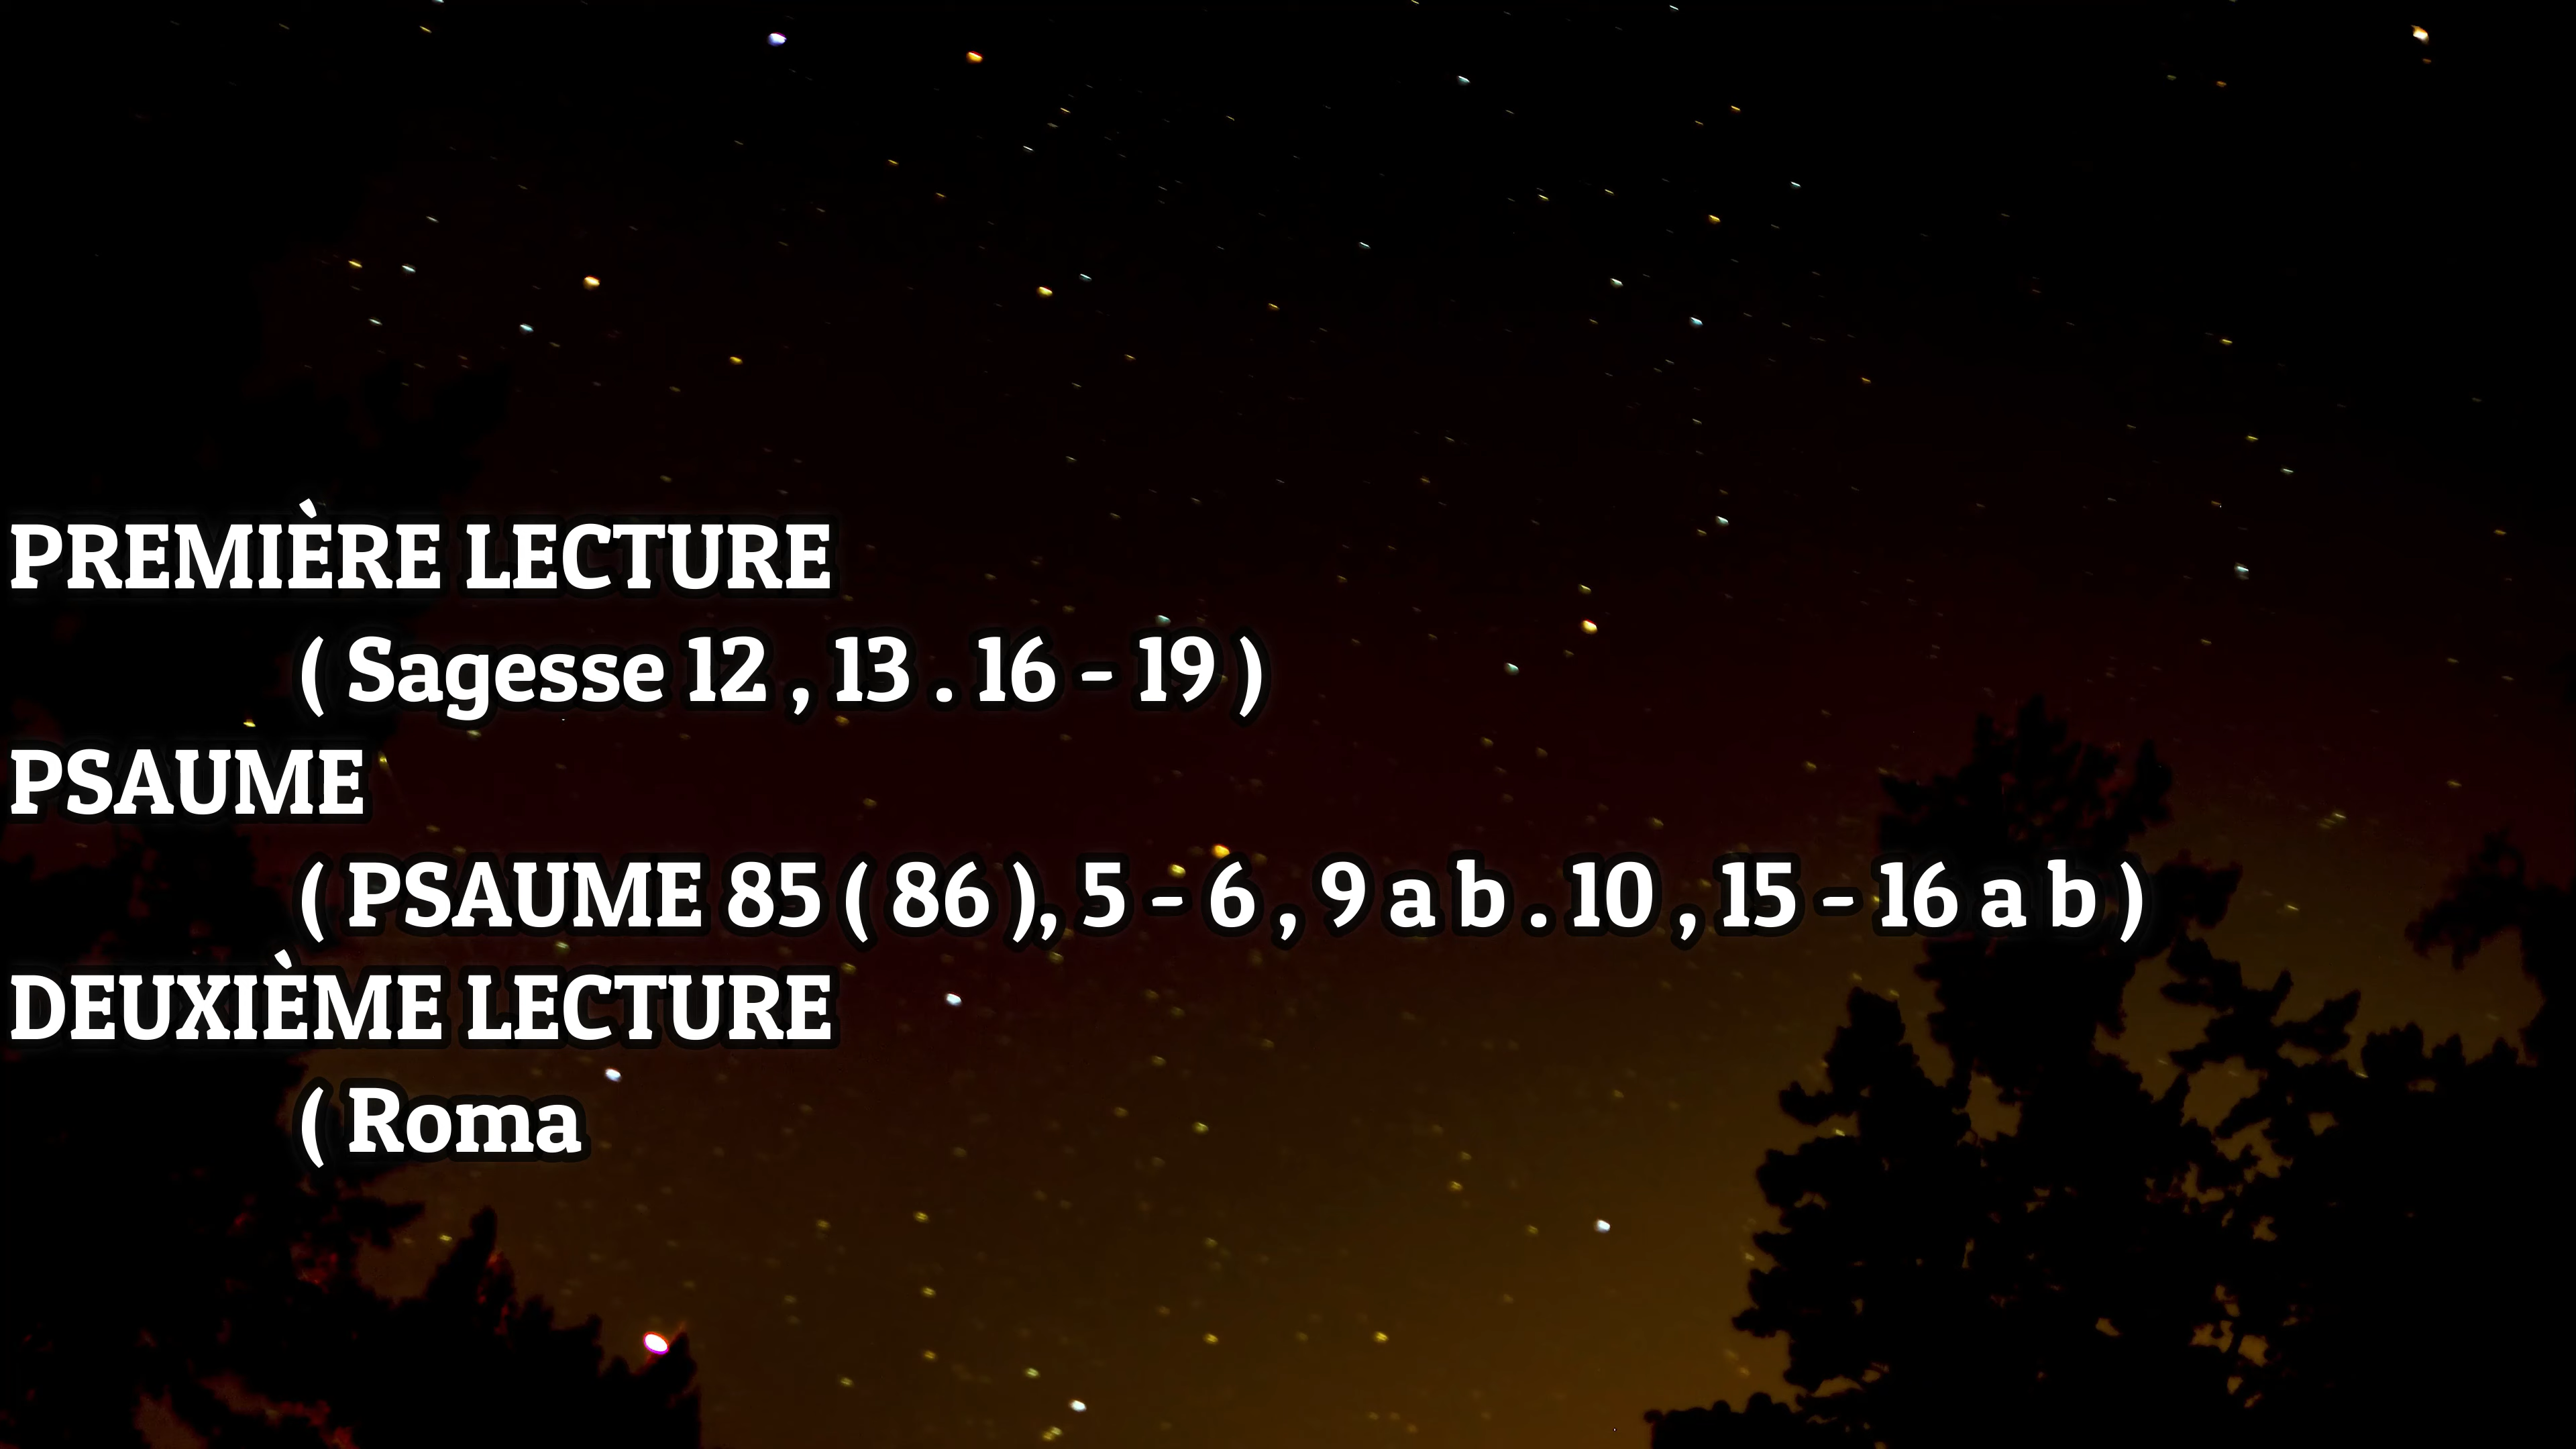 PREMIÈRE LECTURE
( Sagesse 12 , 13 . 16 - 19 )
PSAUME
( PSAUME 85 ( 86 ), 5 - 6 , 9 a b . 10 , 15 - 16 a b )
DEUXIÈME LECTURE
( Roma